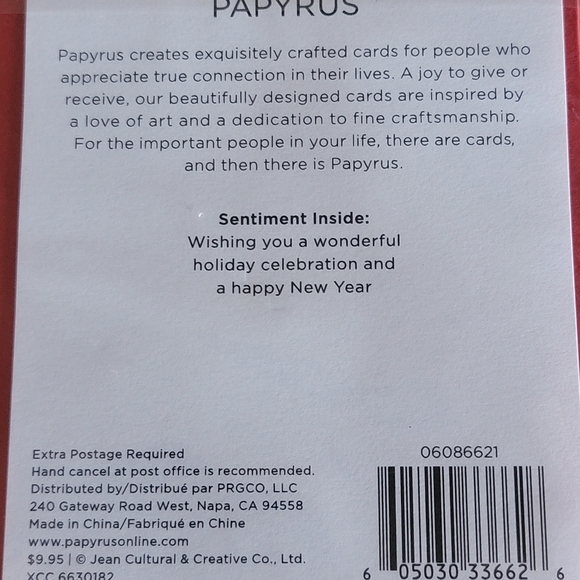 PAPYRUS
Papyrus creates exquisitely crafted cards for people who
appreciate true connection in their lives. A joy to give or
receive, our beautifully designed cards are inspired by
a love of art and a dedication to fine craftsmanship.
For the important people in your life, there are cards,
and then there is Papyrus.
Sentiment Inside:
Wishing you a wonderful
holiday celebration and
a happy New Year
Extra Postage Required
Hand cancel at post office is recommended.
Distributed by/Distribué par PRGCO, LLC
240 Gateway Road West, Napa, CA 94558
Made in China/Fabriqué en Chine
www.papyrusonline.com
$9.95 | © Jean Cultural & Creative Co., Ltd.
XCC 6630182
06086621
6 05030 33662 6